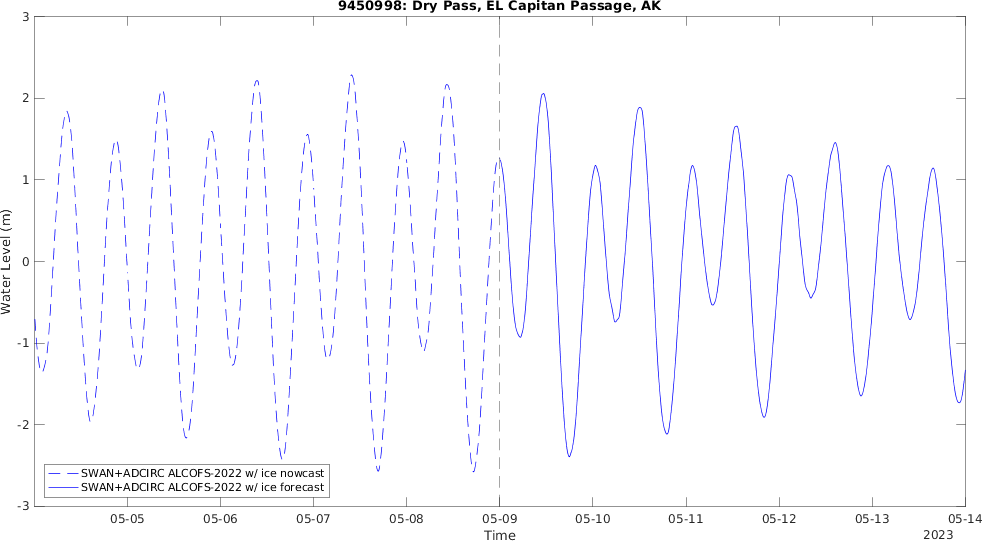 9450998: Dry Pass, EL Capitan Passage, AK
3
2
1
0
-1
-2
-3
Water Level (m)
SWAN+ADCIRC ALCOFS-2022 w/ ice nowcast
SWAN+ADCIRC ALCOFS-2022 w/ ice forecast
05-05 05-06 05-07 05-08 05-09 05-10 05-11 05-12 05-13 05-14
Time
2023